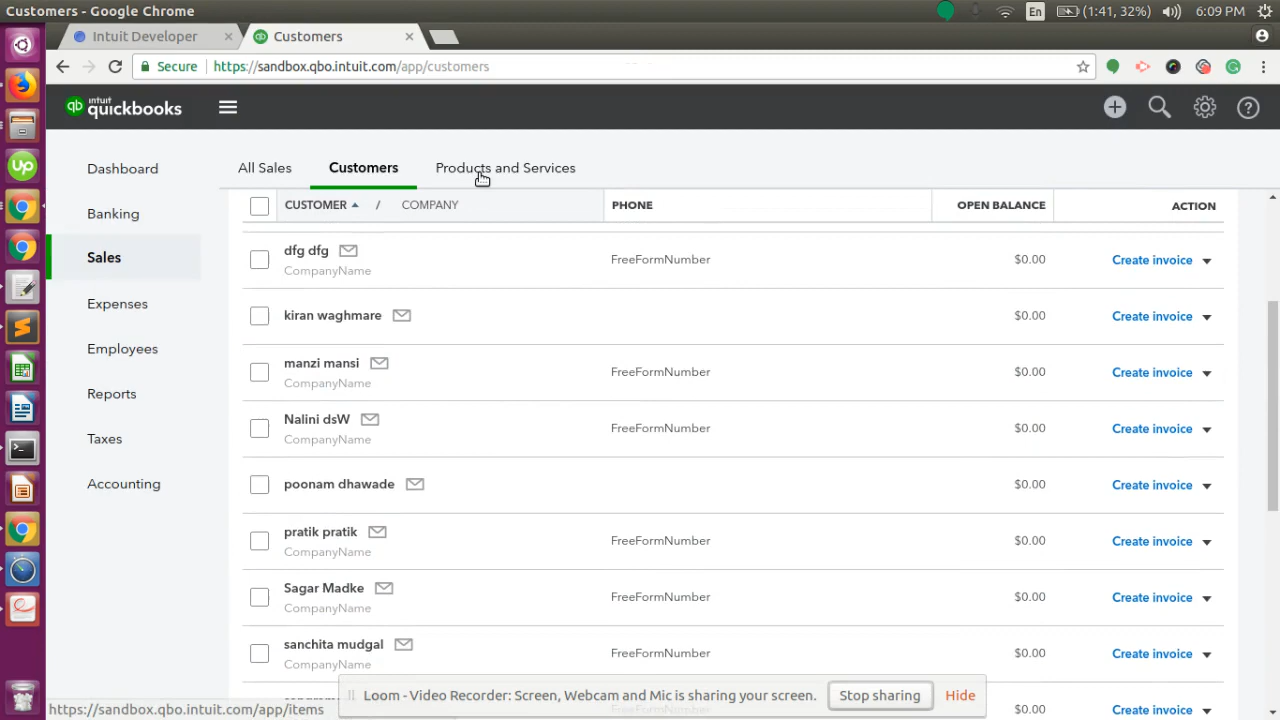 Customers - Google Chrome
En
(1:41, 32%)
6:09 PM
Intuit Developer
Customers
Secure
https://sandbox.qbo.intuit.com/app/customers
intuit
quickbooks
Dashboard
Banking
Sales
Expenses
Employees
Reports
Taxes
Accounting
All Sales
Customers
Products and Services
CUSTOMER / COMPANY PHONE OPEN BALANCE ACTION
dfg dfg
CompanyName
FreeFormNumber $0.00 Create invoice
kiran waghmare $0.00 Create invoice
manzi mansi
CompanyName
FreeFormNumber $0.00 Create invoice
Nalini dsW
CompanyName
FreeFormNumber $0.00 Create invoice
poonam dhawade $0.00 Create invoice
pratik pratik
CompanyName
FreeFormNumber $0.00 Create invoice
Sagar Madke
CompanyName
FreeFormNumber $0.00 Create invoice
sanchita mudgal
CompanyName
FreeFormNumber $0.00 Create invoice
$0.00 Create invoice
Loom - Video Recorder: Screen, Webcam and Mic is sharing your screen.
Stop sharing
Hide
https://sandbox.qbo.intuit.com/app/items